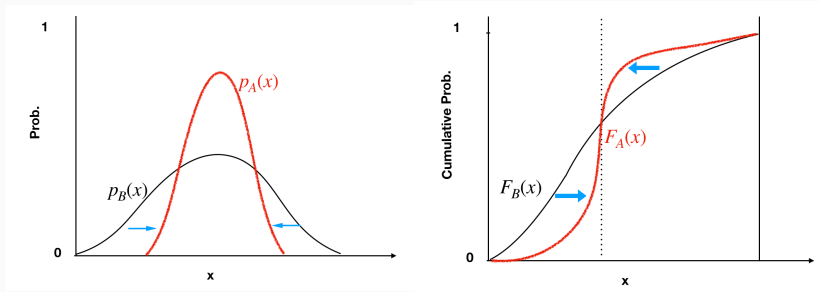 1
Prob.
p_A(x)
p_B(x)
0
x
1
Cumulative Prob.
F_A(x)
F_B(x)
0
x